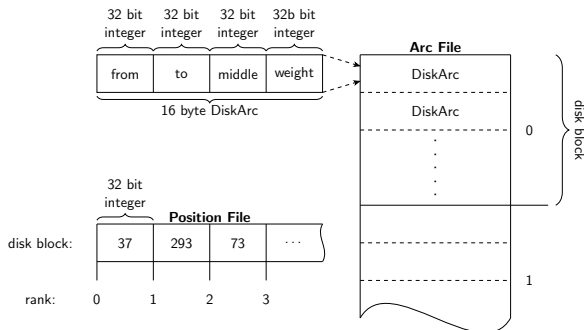 32 bit integer 32 bit integer 32 bit integer 32b bit integer
Arc File
from to middle weight
DiskArc
16 byte DiskArc
DiskArc
0
disk block
32 bit integer
Position File
disk block: 37 293 73 ...
1
rank: 0 1 2 3